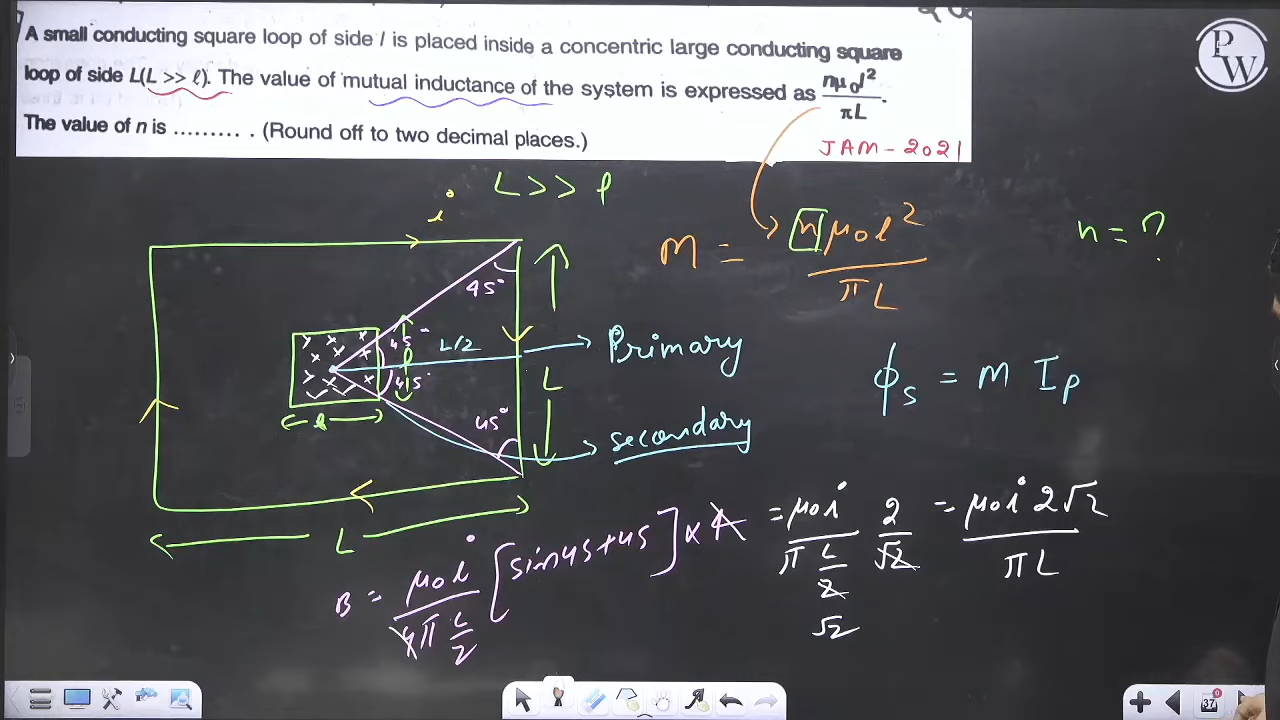 A small conducting square loop of side l is placed inside a concentric large conducting square
loop of side L(L >> ℓ). The value of mutual inductance of the system is expressed as nμ₀l²/πL.
The value of n is ......... . (Round off to two decimal places.)
JAM - 2021
PW
L >> l
i
M = nμ₀l²/πL
n = ?
45°
45°
L/2
l
45°
45°
L
l
L
Primary
secondary
ϕs = M Ip
B = μ₀i/4π L/2 [sin45+45] × 4 = μ₀i/π L/2 2/√2 = μ₀i 2√2/πL
√2
37